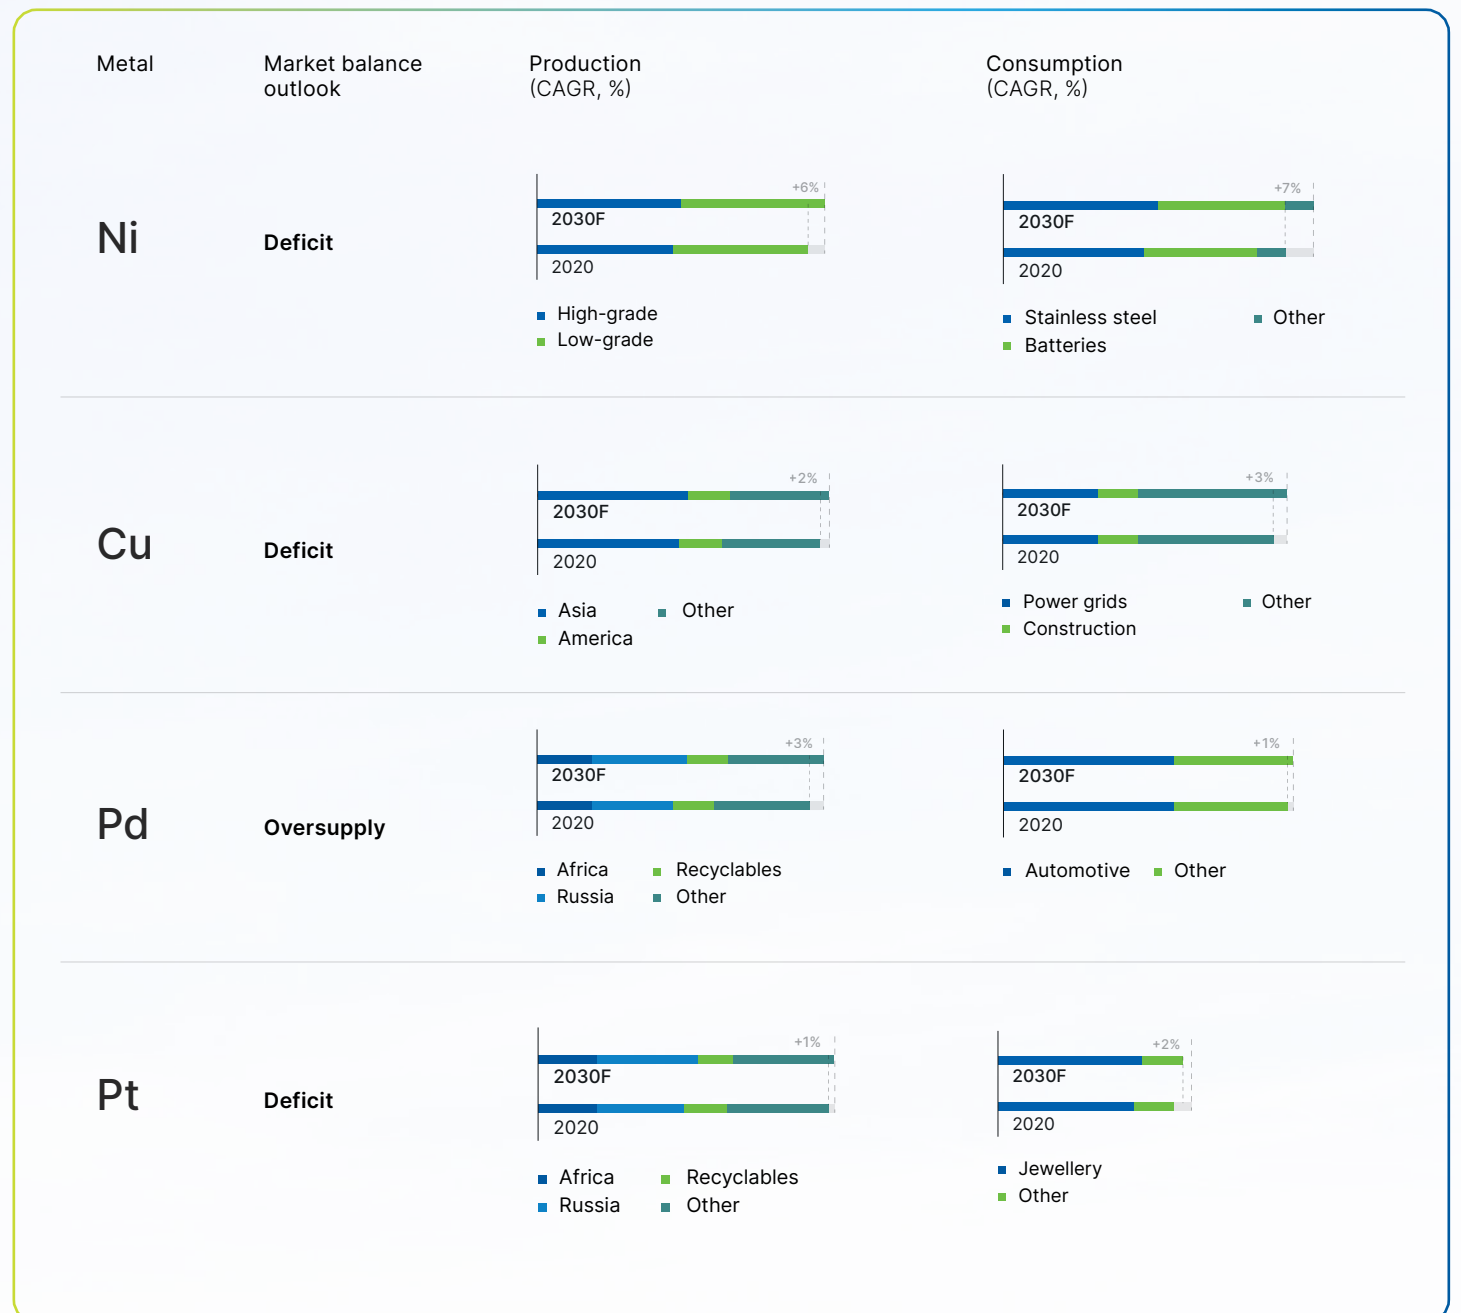 Metal
Market balance
outlook
Production
(CAGR, %)
Consumption
(CAGR, %)
Ni
Deficit
+6%
2030F
2020
High-grade
Low-grade
+7%
2030F
2020
Stainless steel
Other
Batteries
Cu
Deficit
+2%
2030F
2020
Asia
Other
America
+3%
2030F
2020
Power grids
Other
Construction
Pd
Oversupply
+3%
2030F
2020
Africa
Recyclables
Russia
Other
+1%
2030F
2020
Automotive
Other
Pt
Deficit
+1%
2030F
2020
Africa
Recyclables
Russia
Other
+2%
2030F
2020
Jewellery
Other